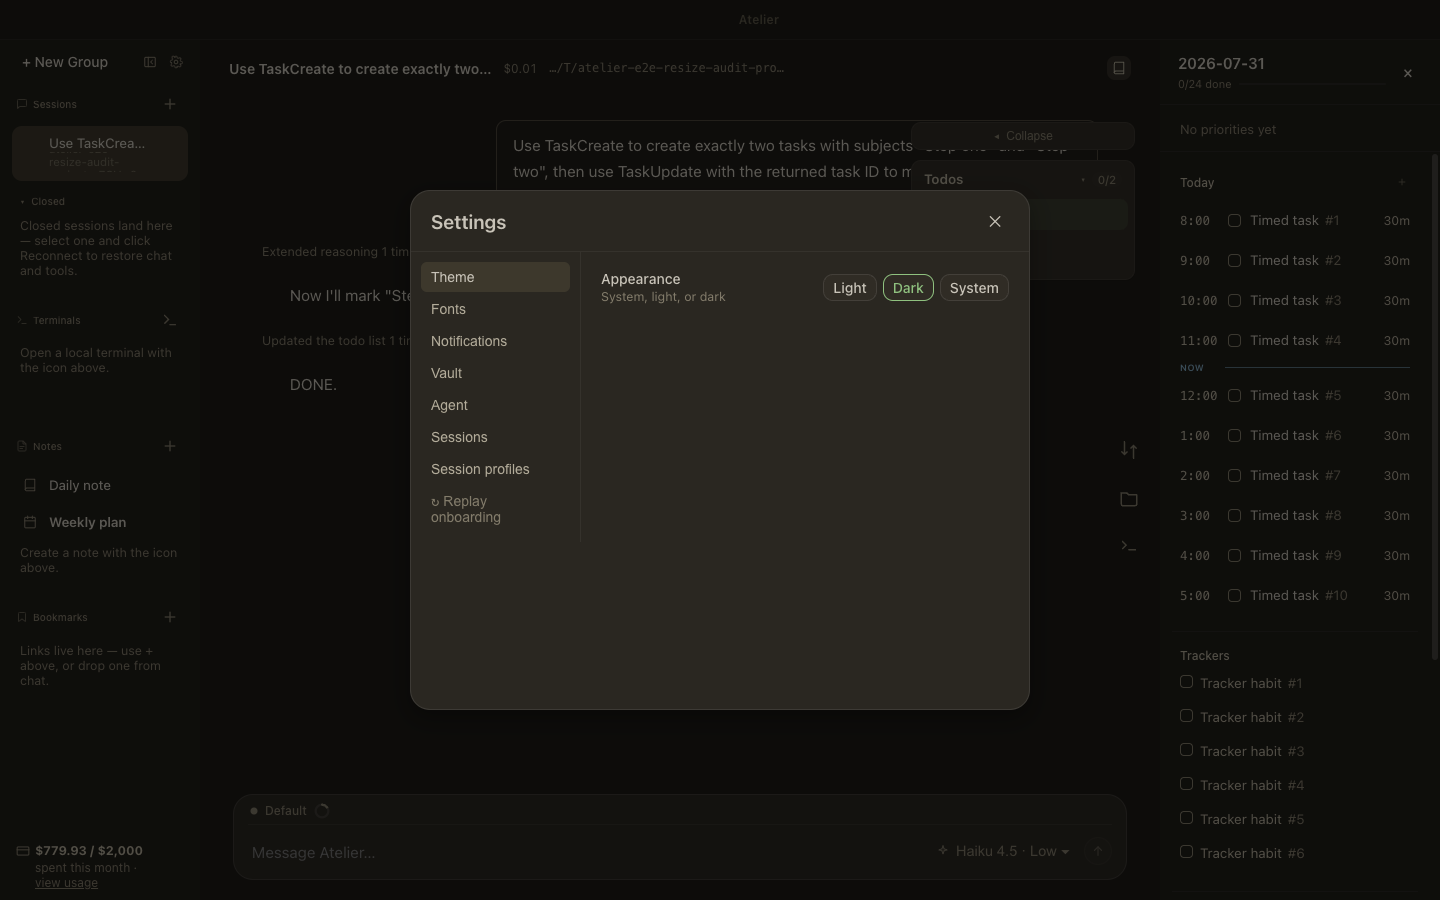 Atelier
+ New Group
Sessions
Use TaskCrea…
resize-audit-
Closed
Closed sessions land here
— select one and click
Reconnect to restore chat
and tools.
Terminals
Open a local terminal with
the icon above.
Notes
Daily note
Weekly plan
Create a note with the icon
above.
Bookmarks
Links live here — use +
above, or drop one from
chat.
$779.93 / $2,000
spent this month ·
view usage
Use TaskCreate to create exactly two… $0.01 …/T/atelier-e2e-resize-audit-pro…
Use TaskCreate to create exactly two tasks with subjects
two", then use TaskUpdate with the returned task ID to m
Collapse
Todos 0/2
Extended reasoning 1 tim
Now I'll mark "Ste
Updated the todo list 1 ti
DONE.
Settings
Theme
Fonts
Notifications
Vault
Agent
Sessions
Session profiles
↻ Replay
onboarding
Appearance
System, light, or dark
Light Dark System
Default
Message Atelier…
Haiku 4.5 · Low
2026-07-31
0/24 done
No priorities yet
Today
8:00 Timed task #1 30m
9:00 Timed task #2 30m
10:00 Timed task #3 30m
11:00 Timed task #4 30m
NOW
12:00 Timed task #5 30m
1:00 Timed task #6 30m
2:00 Timed task #7 30m
3:00 Timed task #8 30m
4:00 Timed task #9 30m
5:00 Timed task #10 30m
Trackers
Tracker habit #1
Tracker habit #2
Tracker habit #3
Tracker habit #4
Tracker habit #5
Tracker habit #6